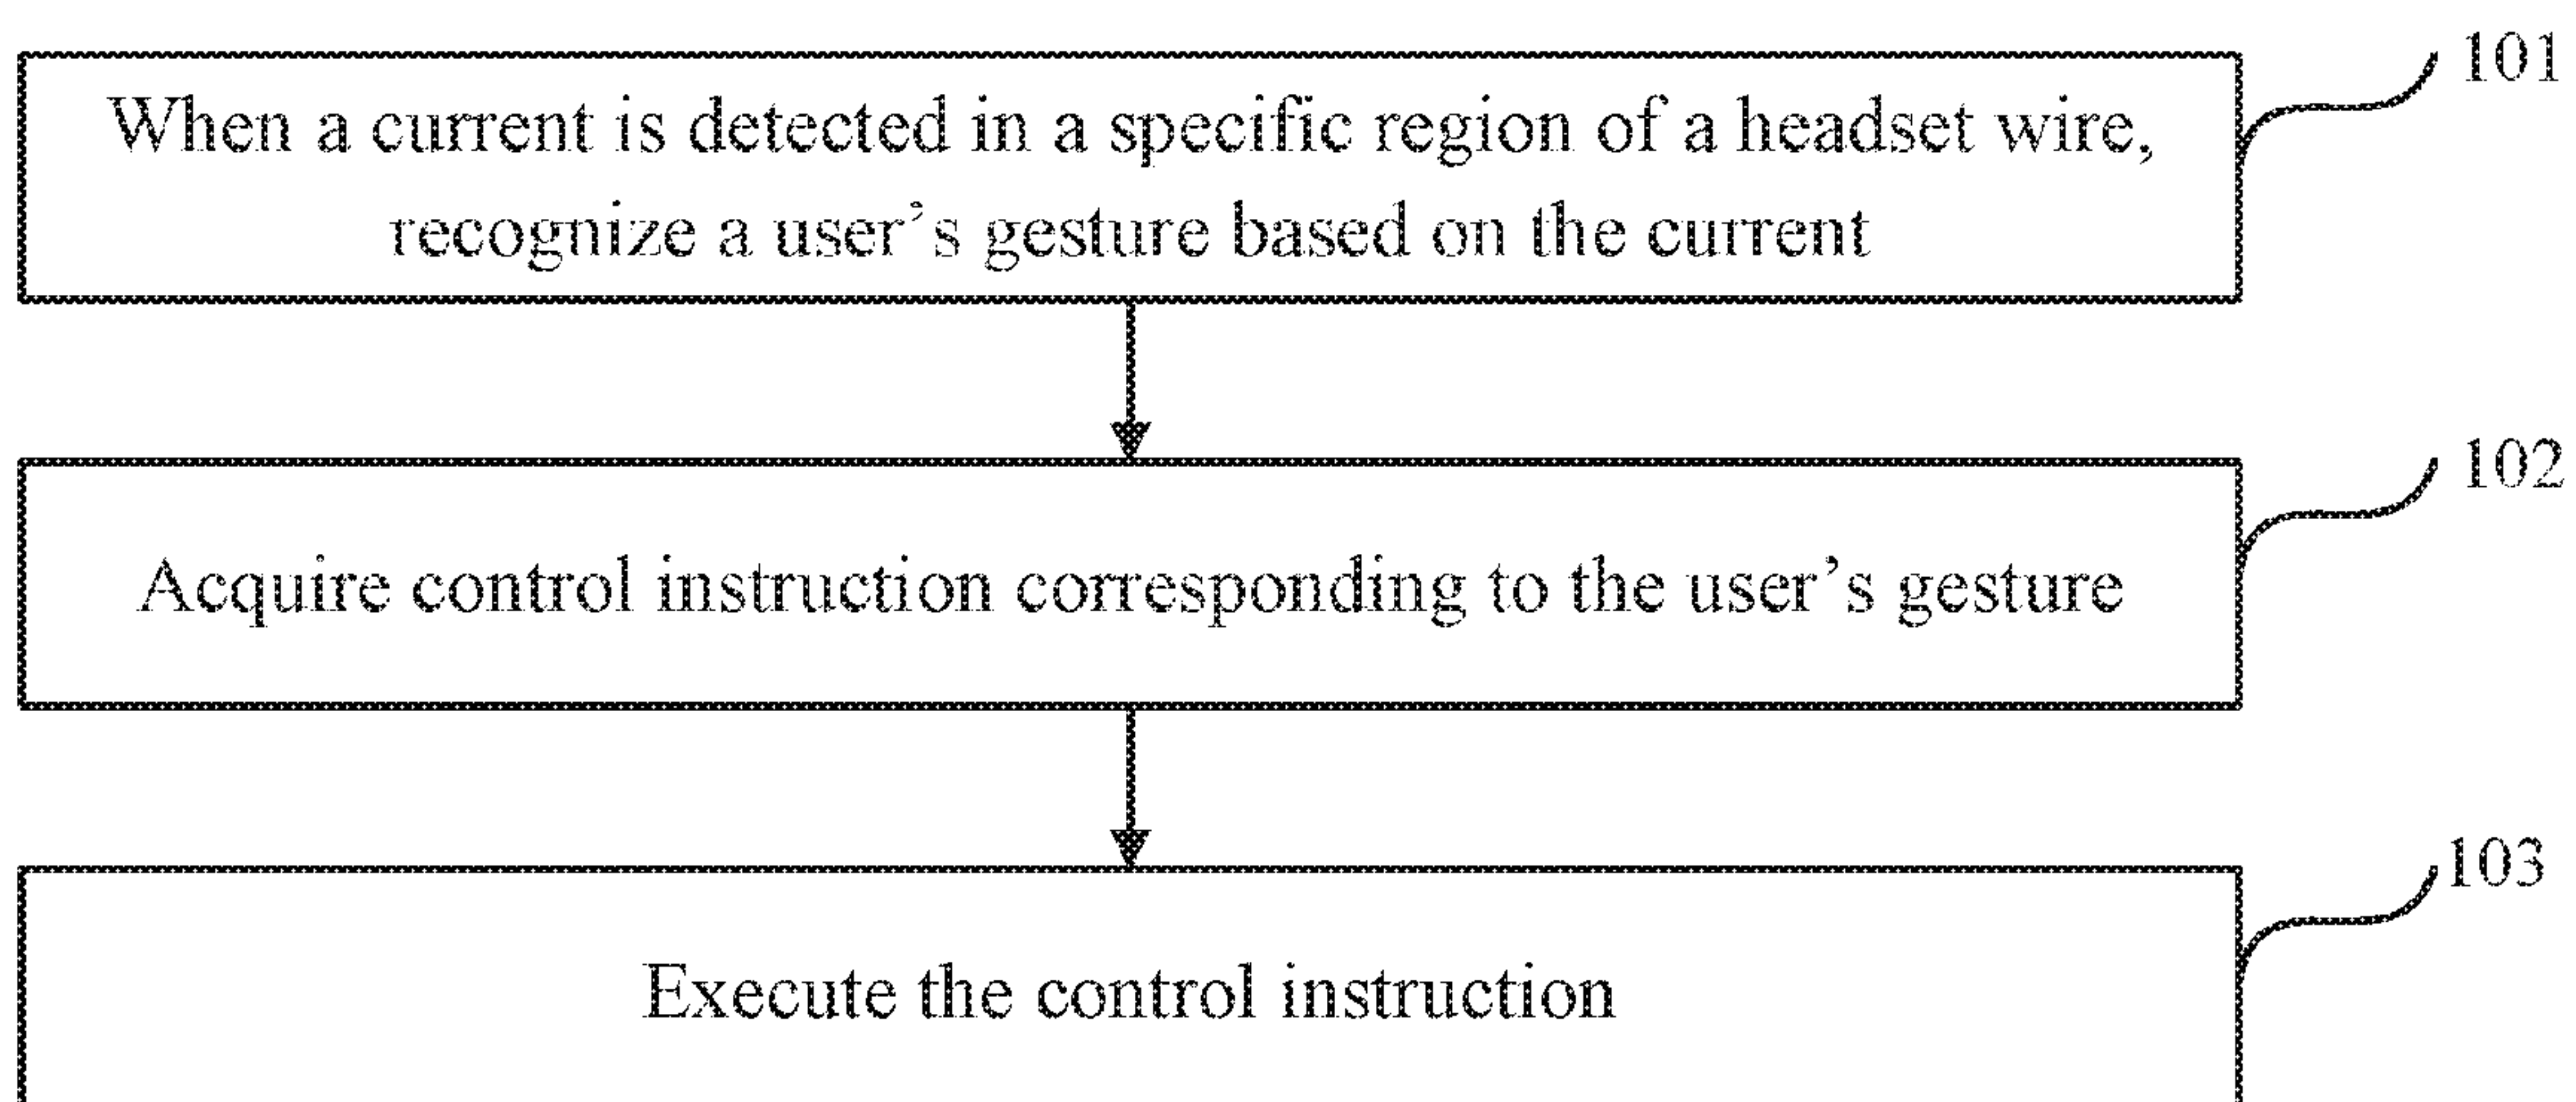 101
When a current is detected in a specific region of a headset wire,
recognize a user’s gesture based on the current
102
Acquire control instruction corresponding to the user’s gesture
103
Execute the control instruction